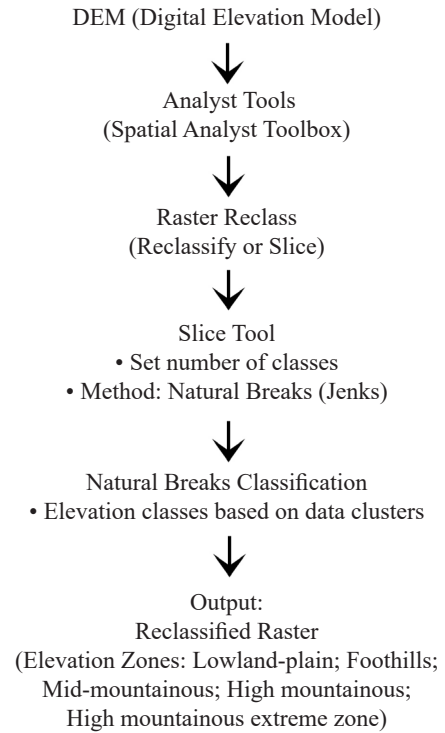 DEM (Digital Elevation Model)
Analyst Tools
(Spatial Analyst Toolbox)
Raster Reclass
(Reclassify or Slice)
Slice Tool
• Set number of classes
• Method: Natural Breaks (Jenks)
Natural Breaks Classification
• Elevation classes based on data clusters
Output:
Reclassified Raster
(Elevation Zones: Lowland-plain; Foothills;
Mid-mountainous; High mountainous;
High mountainous extreme zone)